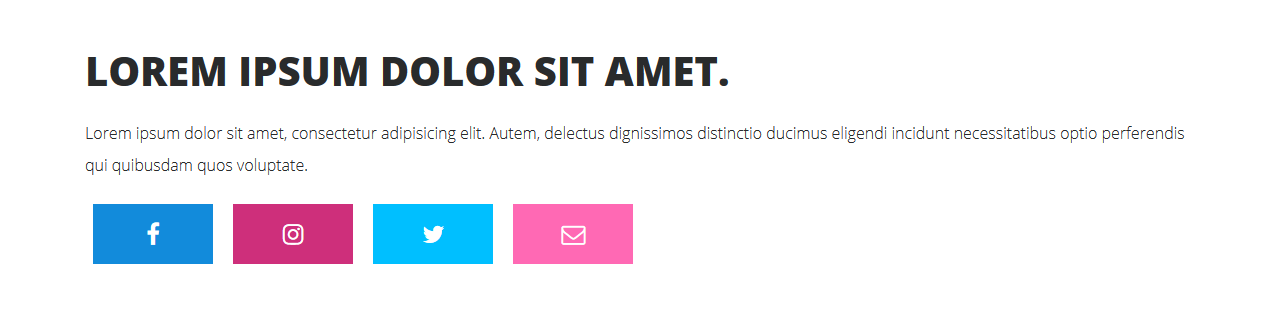 LOREM IPSUM DOLOR SIT AMET.
Lorem ipsum dolor sit amet, consectetur adipisicing elit. Autem, delectus dignissimos distinctio ducimus eligendi incidunt necessitatibus optio perferendis
qui quibusdam quos voluptate.